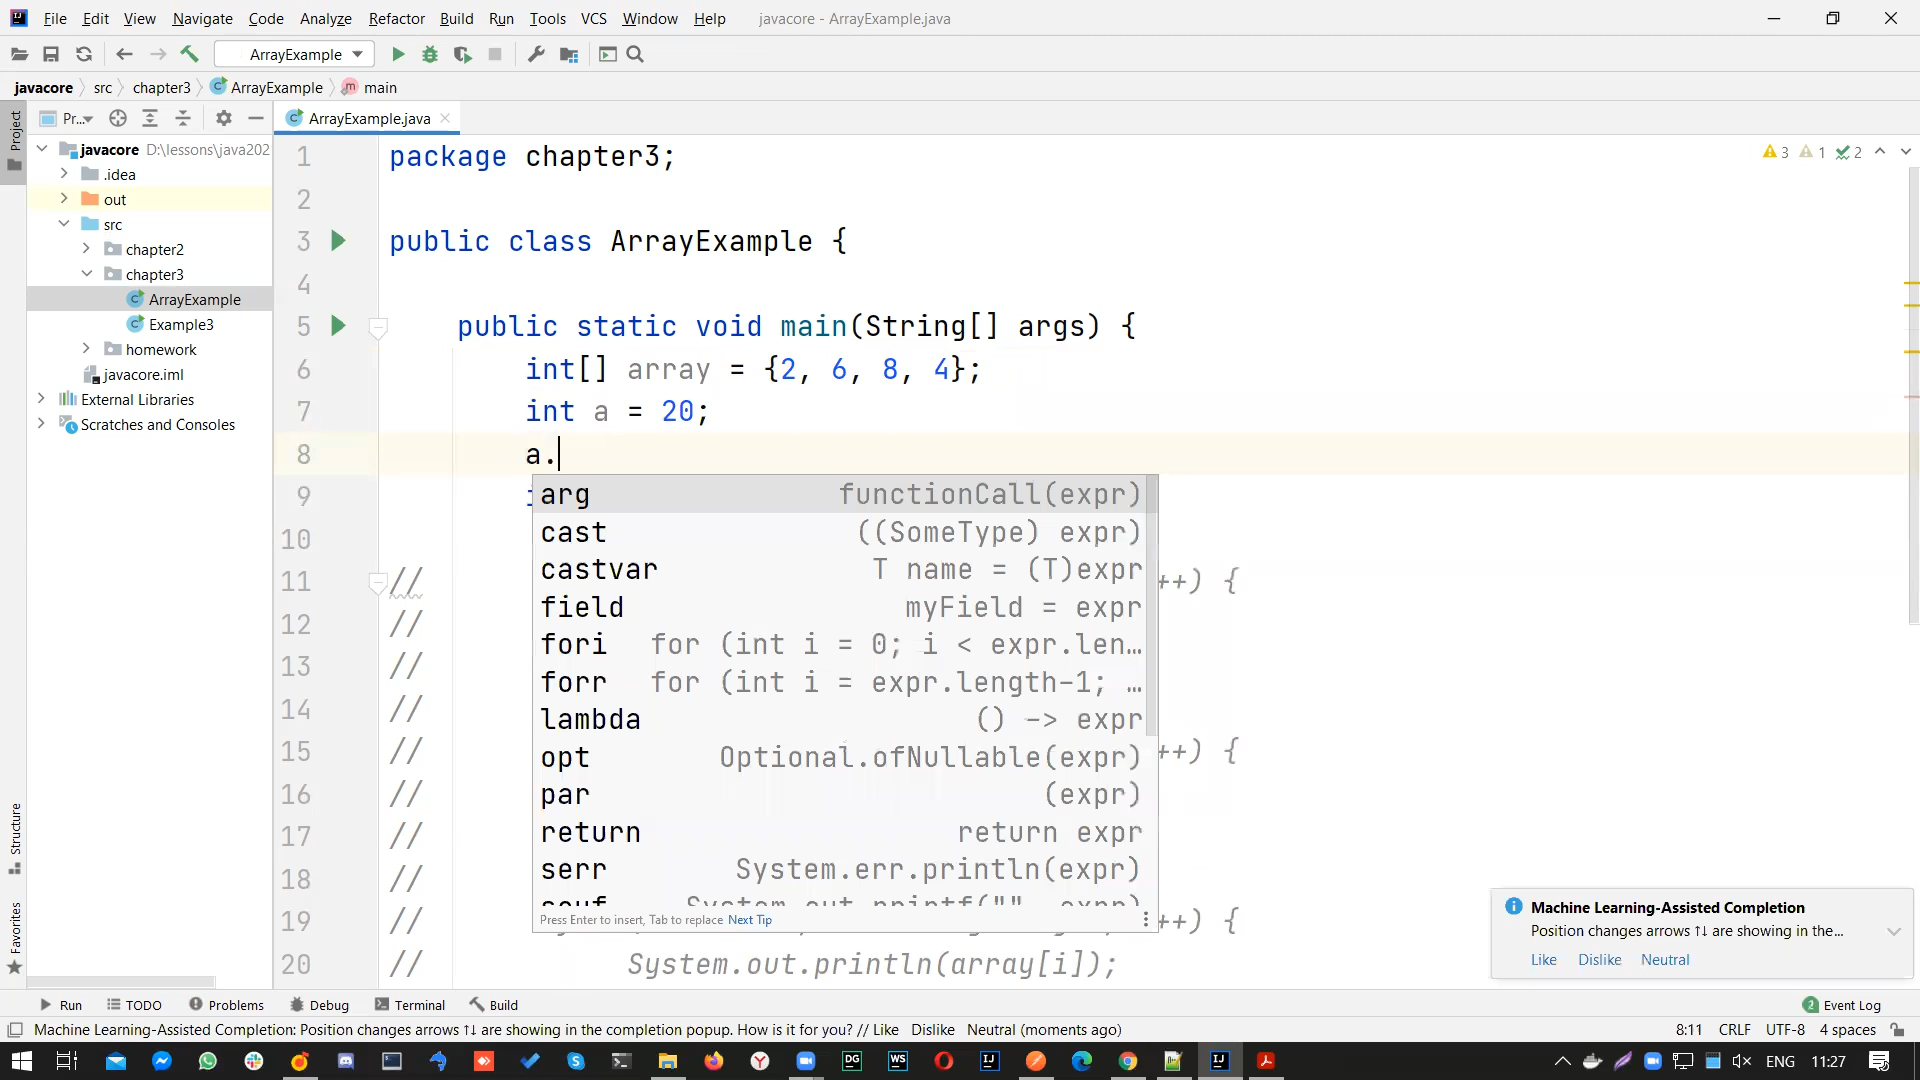 File Edit View Navigate Code Analyze Refactor Build Run Tools VCS Window Help javacore - ArrayExample.java
ArrayExample
javacore src chapter3 ArrayExample main
Project
Pr...
ArrayExample.java
javacore D:\lessons\java202
.idea
out
src
chapter2
chapter3
ArrayExample
Example3
homework
javacore.iml
External Libraries
Scratches and Consoles
Structure
Favorites
3 1 2
1 package chapter3;
2
3 public class ArrayExample {
4
5 public static void main(String[] args) {
6 int[] array = {2, 6, 8, 4};
7 int a = 20;
8 a.
9
10
11 // ++) {
12 //
13 //
14 //
15 // ++) {
16 //
17 //
18 //
19 // ++) {
20 // System.out.println(array[i]);
arg functionCall(expr)
cast ((SomeType) expr)
castvar T name = (T)expr
field myField = expr
fori for (int i = 0; i < expr.len…
forr for (int i = expr.length-1; …
lambda () -> expr
opt Optional.ofNullable(expr)
par (expr)
return return expr
serr System.err.println(expr)
souf System.out.printf("", expr)
Press Enter to insert, Tab to replace Next Tip
Machine Learning-Assisted Completion
Position changes arrows ↑↓ are showing in the...
Like Dislike Neutral
Run TODO Problems Debug Terminal Build 2 Event Log
Machine Learning-Assisted Completion: Position changes arrows ↑↓ are showing in the completion popup. How is it for you? // Like Dislike Neutral (moments ago) 8:11 CRLF UTF-8 4 spaces
ENG 11:27